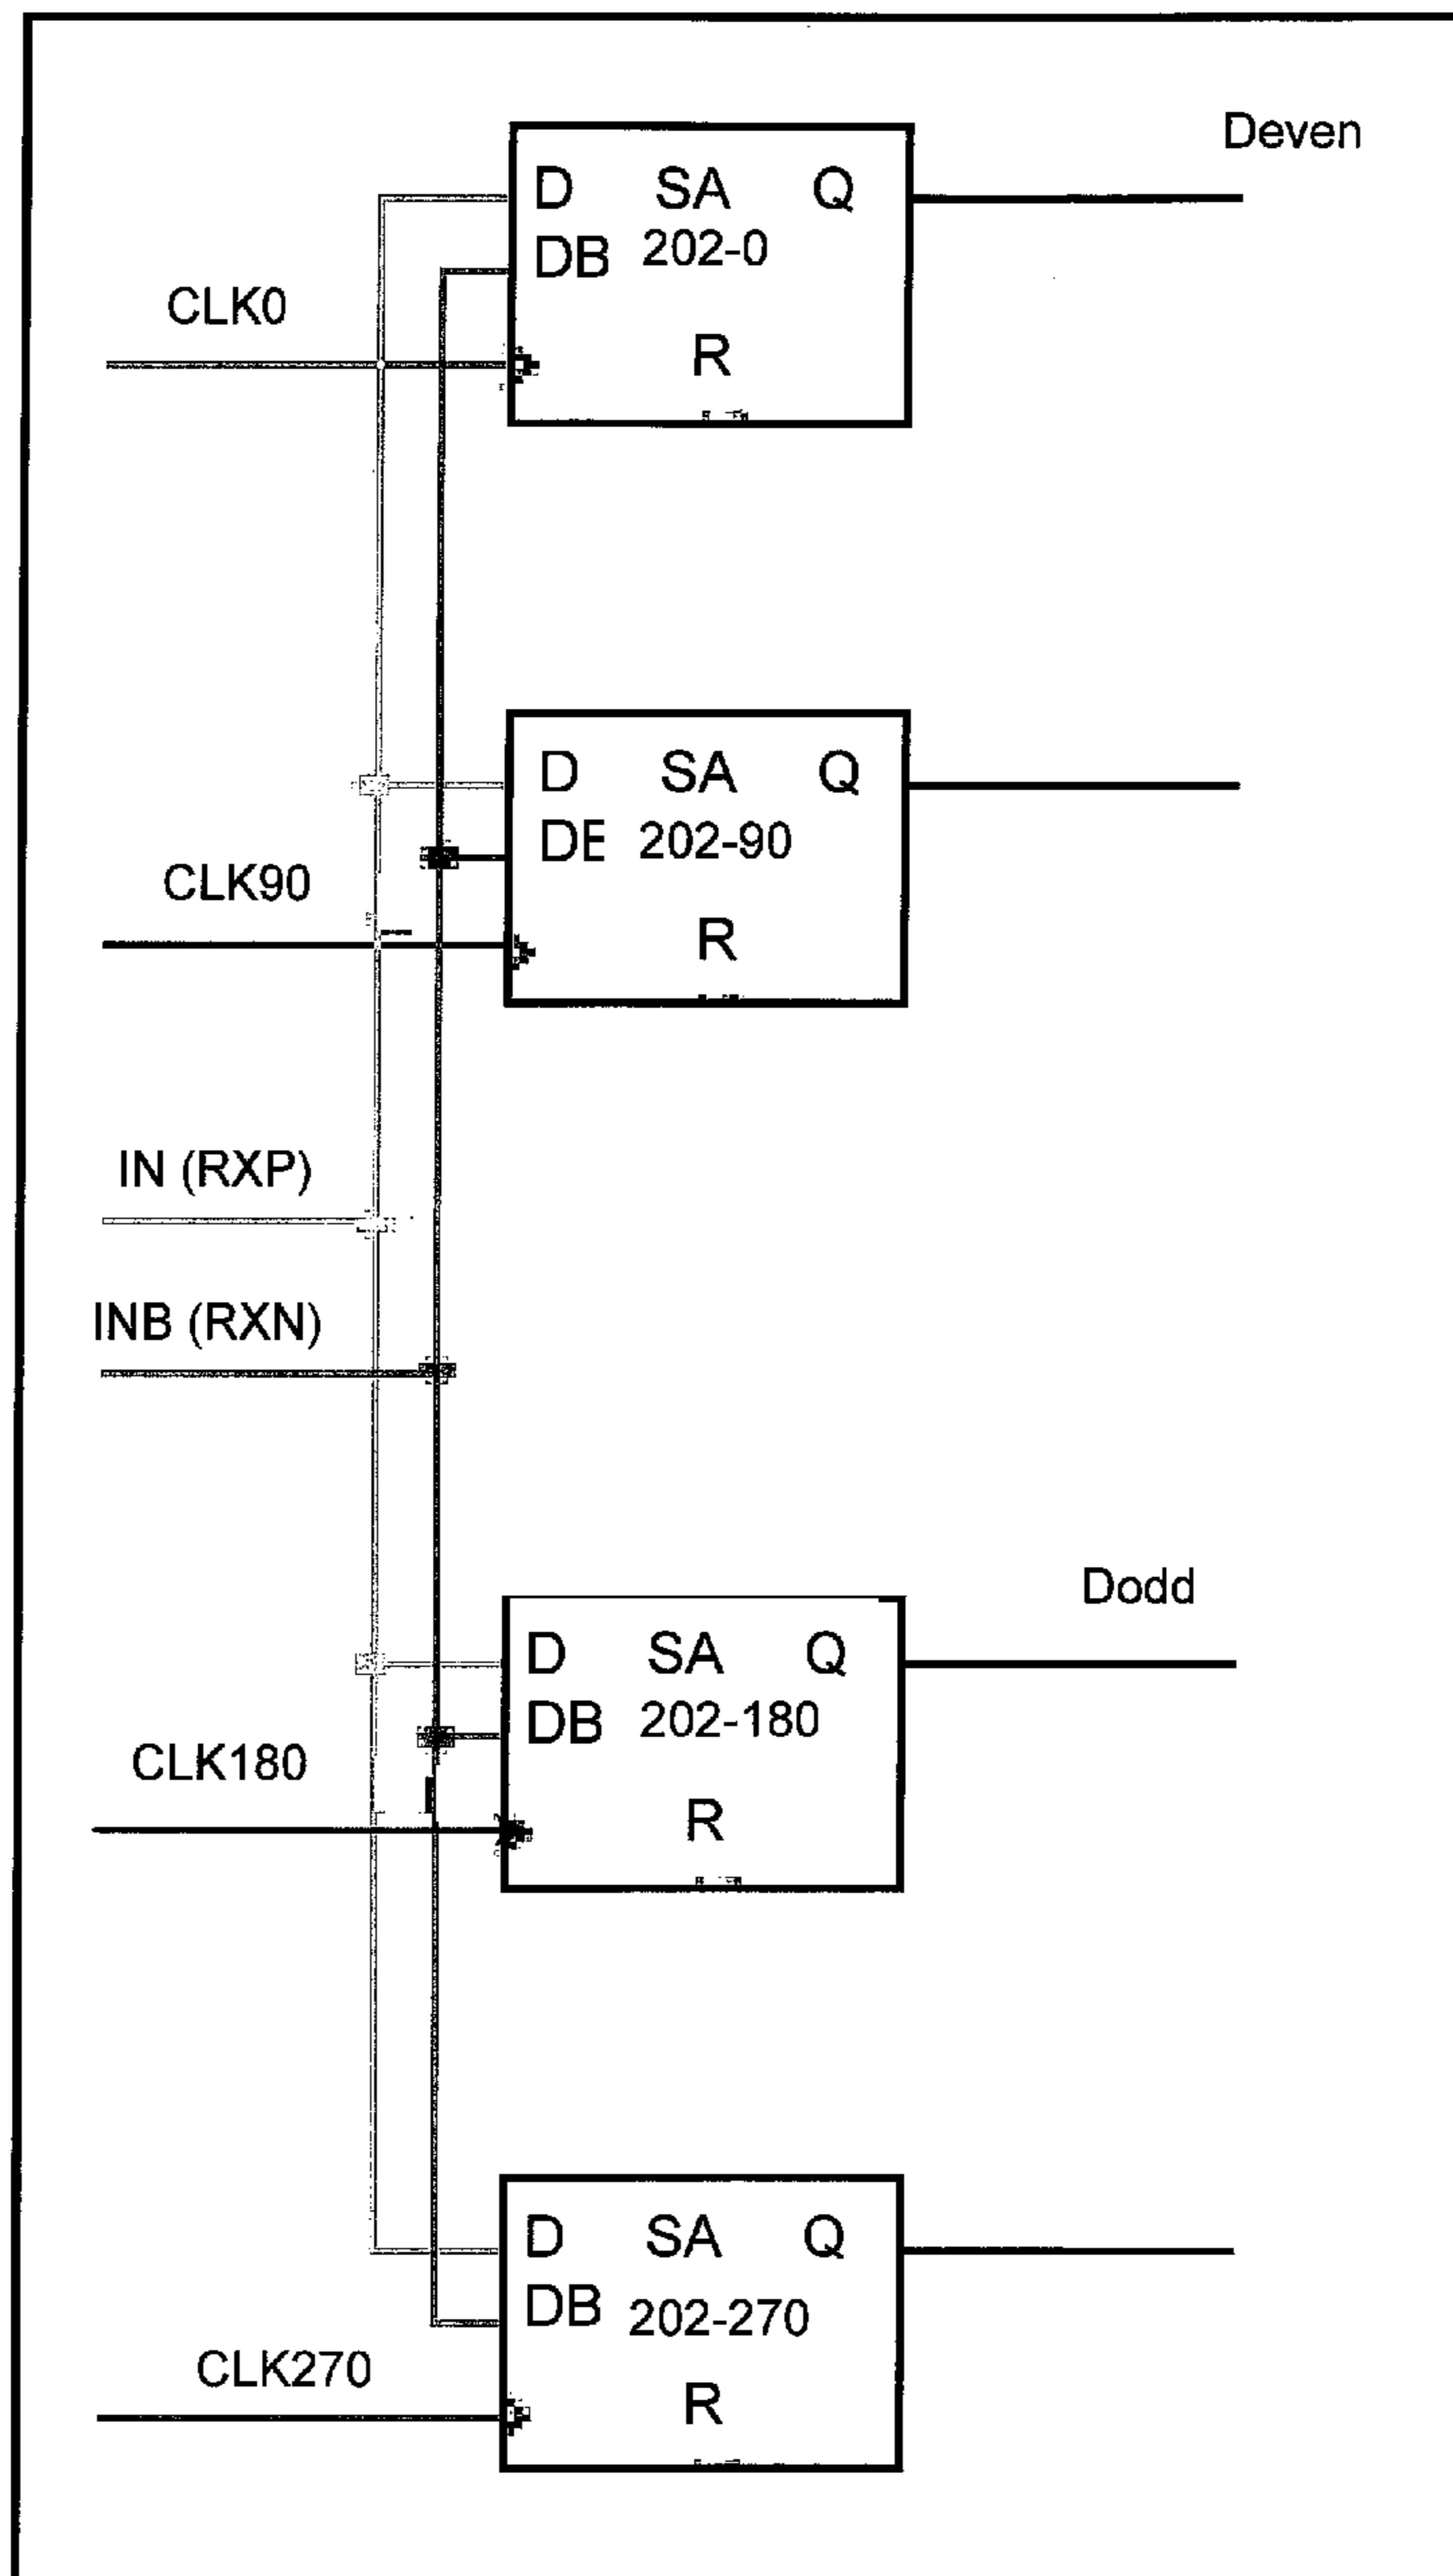 Deven
D SA Q
DB 202-0
CLK0
R
D SA Q
DE 202-90
CLK90
R
IN (RXP)
INB (RXN)
Dodd
D SA Q
DB 202-180
CLK180
R
D SA Q
DB 202-270
CLK270
R